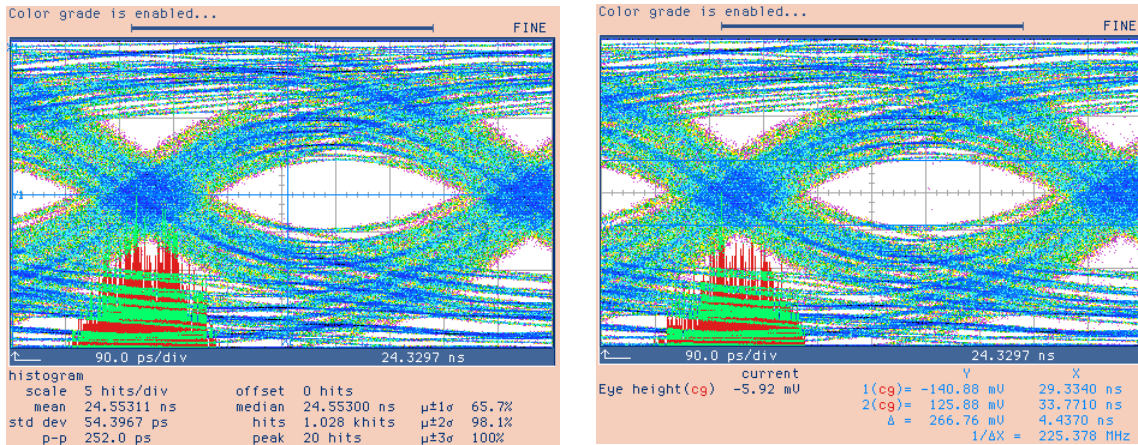 Color grade is enabled...
FINE
90.0 ps/div 24.3297 ns
histogram
scale 5 hits/div offset 0 hits
mean 24.55311 ns median 24.55300 ns μ±1σ 65.7%
std dev 54.3967 ps hits 1.028 khits μ±2σ 98.1%
p-p 252.0 ps peak 20 hits μ±3σ 100%
Color grade is enabled...
FINE
90.0 ps/div 24.3297 ns
current Y X
Eye height(cg) -5.92 mV 1(cg)= -140.88 mV 29.3340 ns
2(cg)= 125.88 mV 33.7710 ns
Δ = 266.76 mV 4.4370 ns
1/ΔX = 225.378 MHz